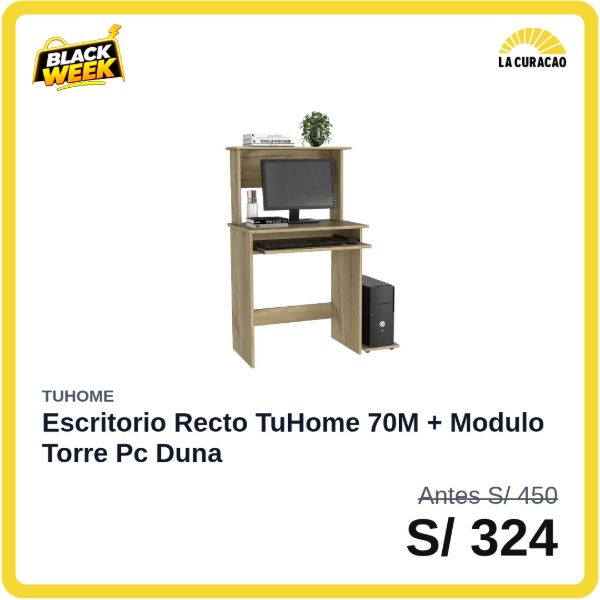 BLACK
WEEK
LA CURACAO
TUHOME
Escritorio Recto TuHome 70M + Modulo
Torre Pc Duna
Antes S/ 450
S/ 324